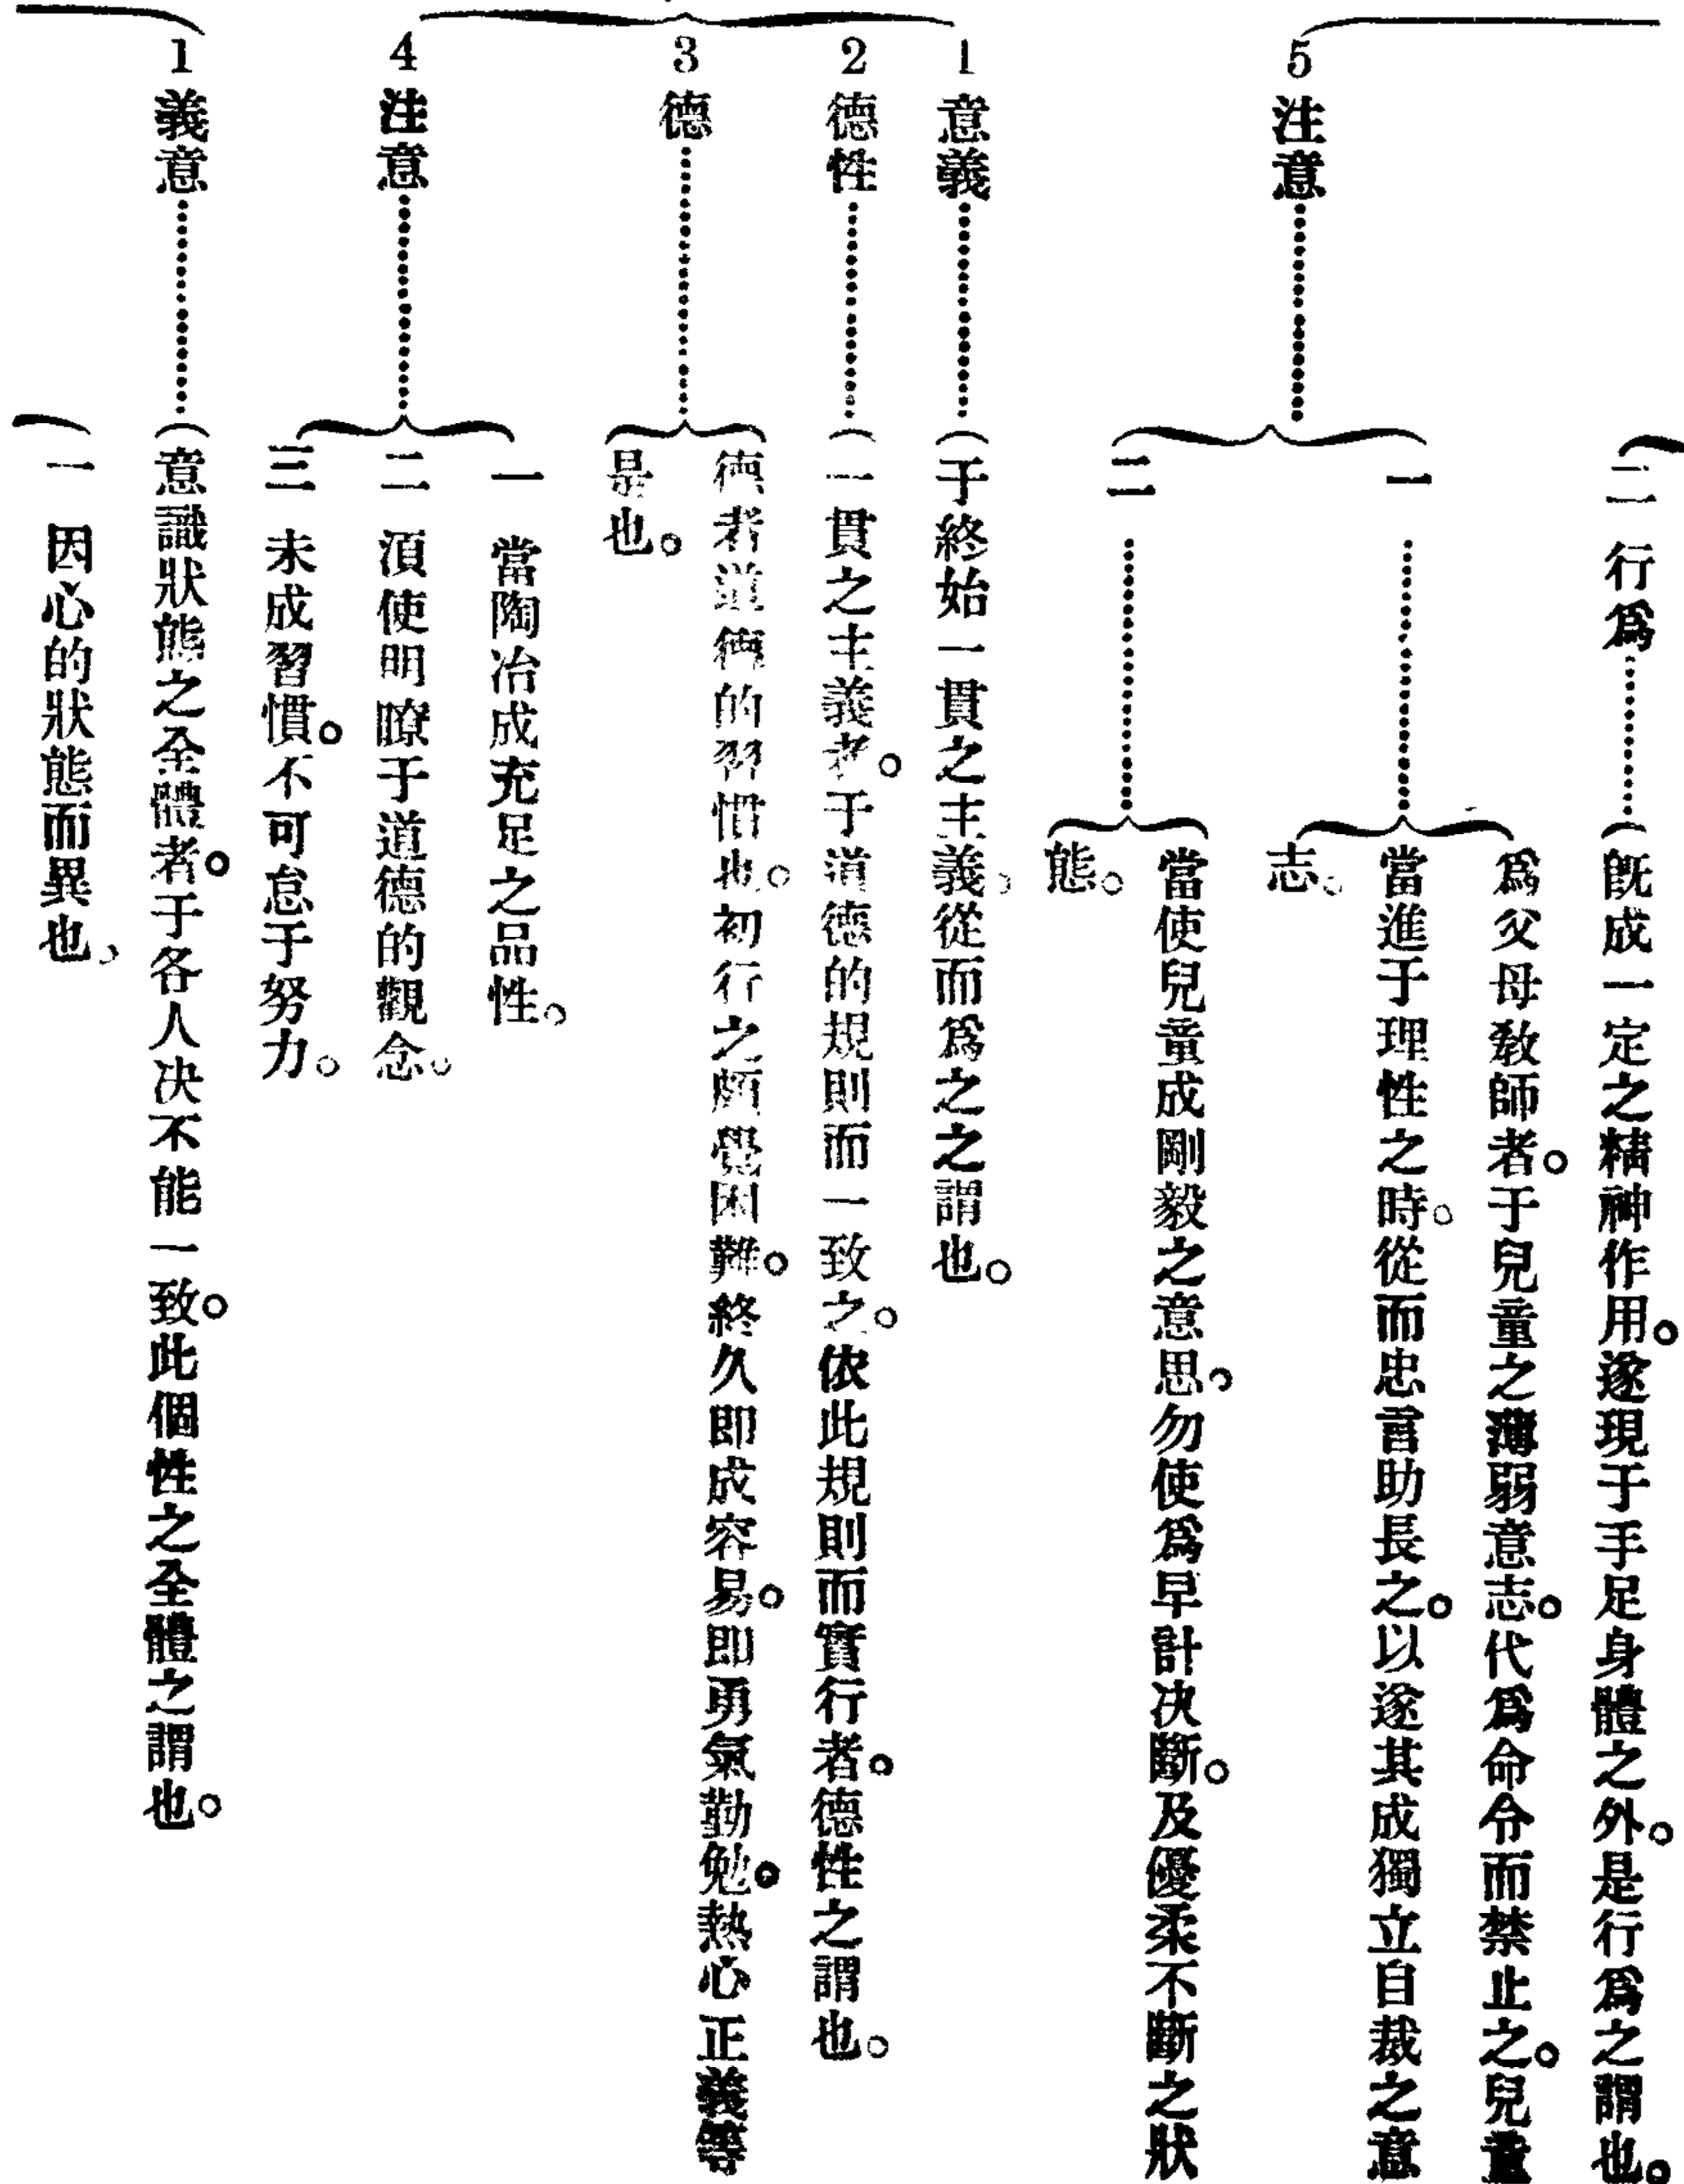 二 行爲………(旣成一定之精神作用。遂現于手足身體之外。是行爲之謂也。
5 注意
一………爲父母敎師者。于兒童之薄弱意志。代爲命令而禁止之。兒童
當進于理性之時。從而忠言助長之。以遂其成獨立自裁之意
志。
二………當使兒童成剛毅之意思。勿使爲早計决斷。及優柔不斷之狀
態。
1 意義………(于終始一貫之主義。從而爲之之謂也。
2 德性………(一貫之主義者。于道德的規則而一致之。依此規則而實行者。德性之謂也。
3 德………德者道德的習慣也。初行之頗覺困難。終久即成容易。即勇氣勤勉。熱心正義等
是也。
4 注意
一 當陶冶成充足之品性。
二 湏使明瞭于道德的觀念。
三 未成習慣。不可怠于努力。
1 義意………(意識狀態之全體者。于各人决不能一致。此個性之全體之謂也。
一 因心的狀態而異也。